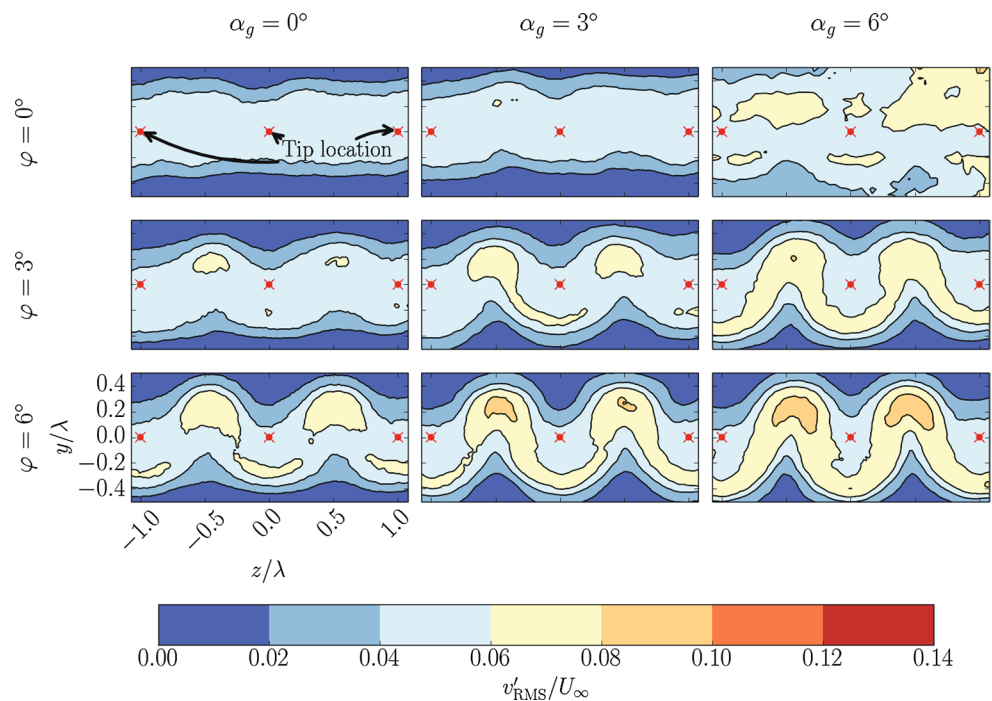 α_g = 0° α_g = 3° α_g = 6°
φ = 0°
Tip location
φ = 3°
φ = 6°
y/λ
0.4
0.2
0.0
−0.2
−0.4
−1.0 −0.5 0.0 0.5 1.0
z/λ
0.00 0.02 0.04 0.06 0.08 0.10 0.12 0.14
v′_RMS/U_∞